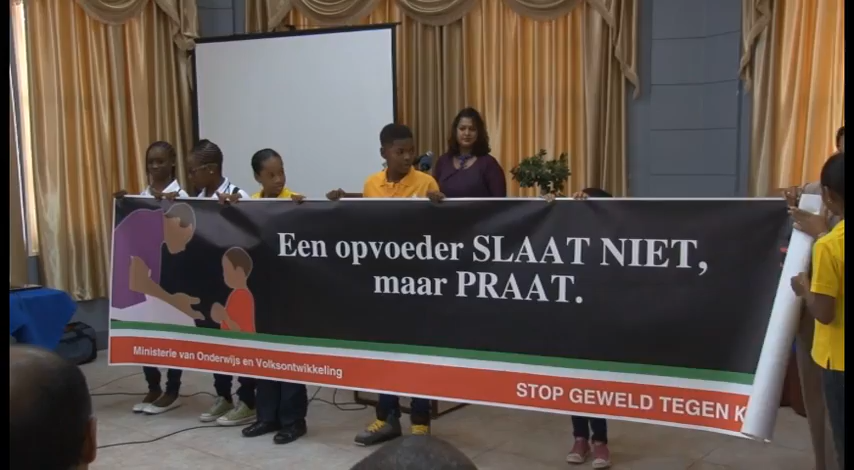 Een opvoeder SLAAT NIET,
maar PRAAT.
Ministerie van Onderwijs en Volksontwikkeling
STOP GEWELD TEGEN K